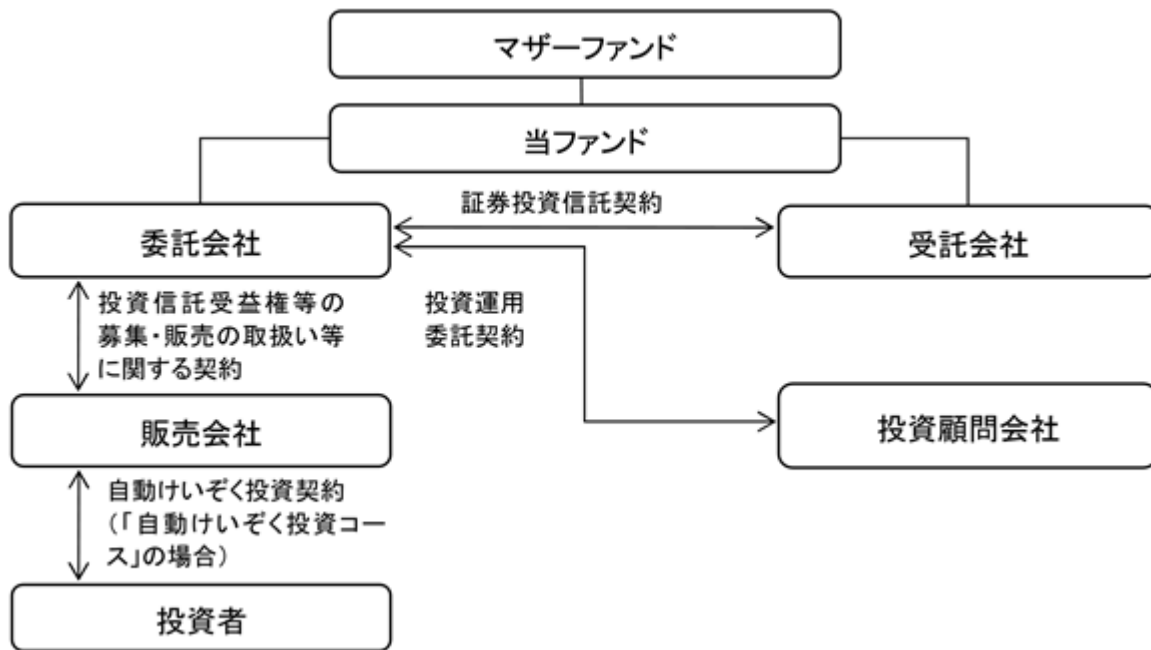 マザーファンド
当ファンド
証券投資信託契約
委託会社
受託会社
投資信託受益権等の
募集・販売の取扱い等
に関する契約
投資運用
委託契約
販売会社
投資顧問会社
自動けいぞく投資契約
(「自動けいぞく投資コー
ス」の場合)
投資者